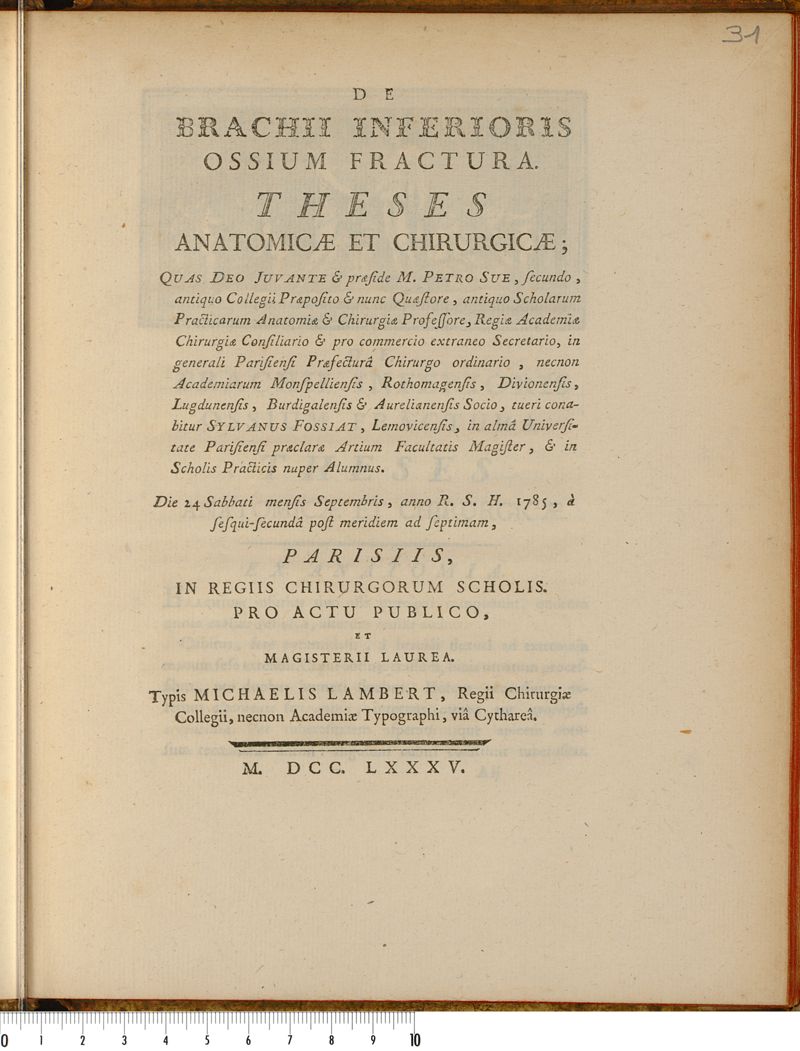 31
DE
BRACHII INFERIORIS
OSSIUM FRACTURA.
THESES
ANATOMICÆ ET CHIRURGICÆ;
QUAS DEO JUVANTE & præſide M. PETRO SUE, ſecundo,
antiquo Collegii Præpoſito & nunc Quæſtore, antiquo Scholarum
Practicarum Anatomiæ & Chirurgiæ Profeſſore, Regiæ Academiæ
Chirurgiæ Conſiliario & pro commercio extraneo Secretario, in
generali Pariſienſi Præfecturâ Chirurgo ordinario, necnon
Academiarum Monſpellienſis, Rothomagenſis, Divionenſis,
Lugdunenſis, Burdigalenſis & Aurelianenſis Socio, tueri cona-
bitur SYLVANUS FOSSIAT, Lemovicenſis, in almâ Univerſi-
tate Pariſienſi præclaræ Artium Facultatis Magiſter, & in
Scholis Practicis nuper Alumnus.
Die 24 Sabbati menſis Septembris, anno R. S. H. 1785, à
ſeſqui-ſecundâ poſt meridiem ad ſeptimam,
PARISIIS,
IN REGIIS CHIRURGORUM SCHOLIS.
PRO ACTU PUBLICO,
ET
MAGISTERII LAUREA.
Typis MICHAELIS LAMBERT, Regii Chirurgiæ
Collegii, necnon Academiæ Typographi, viâ Cythareâ.
M. DCC. LXXXV.
0 1 2 3 4 5 6 7 8 9 10